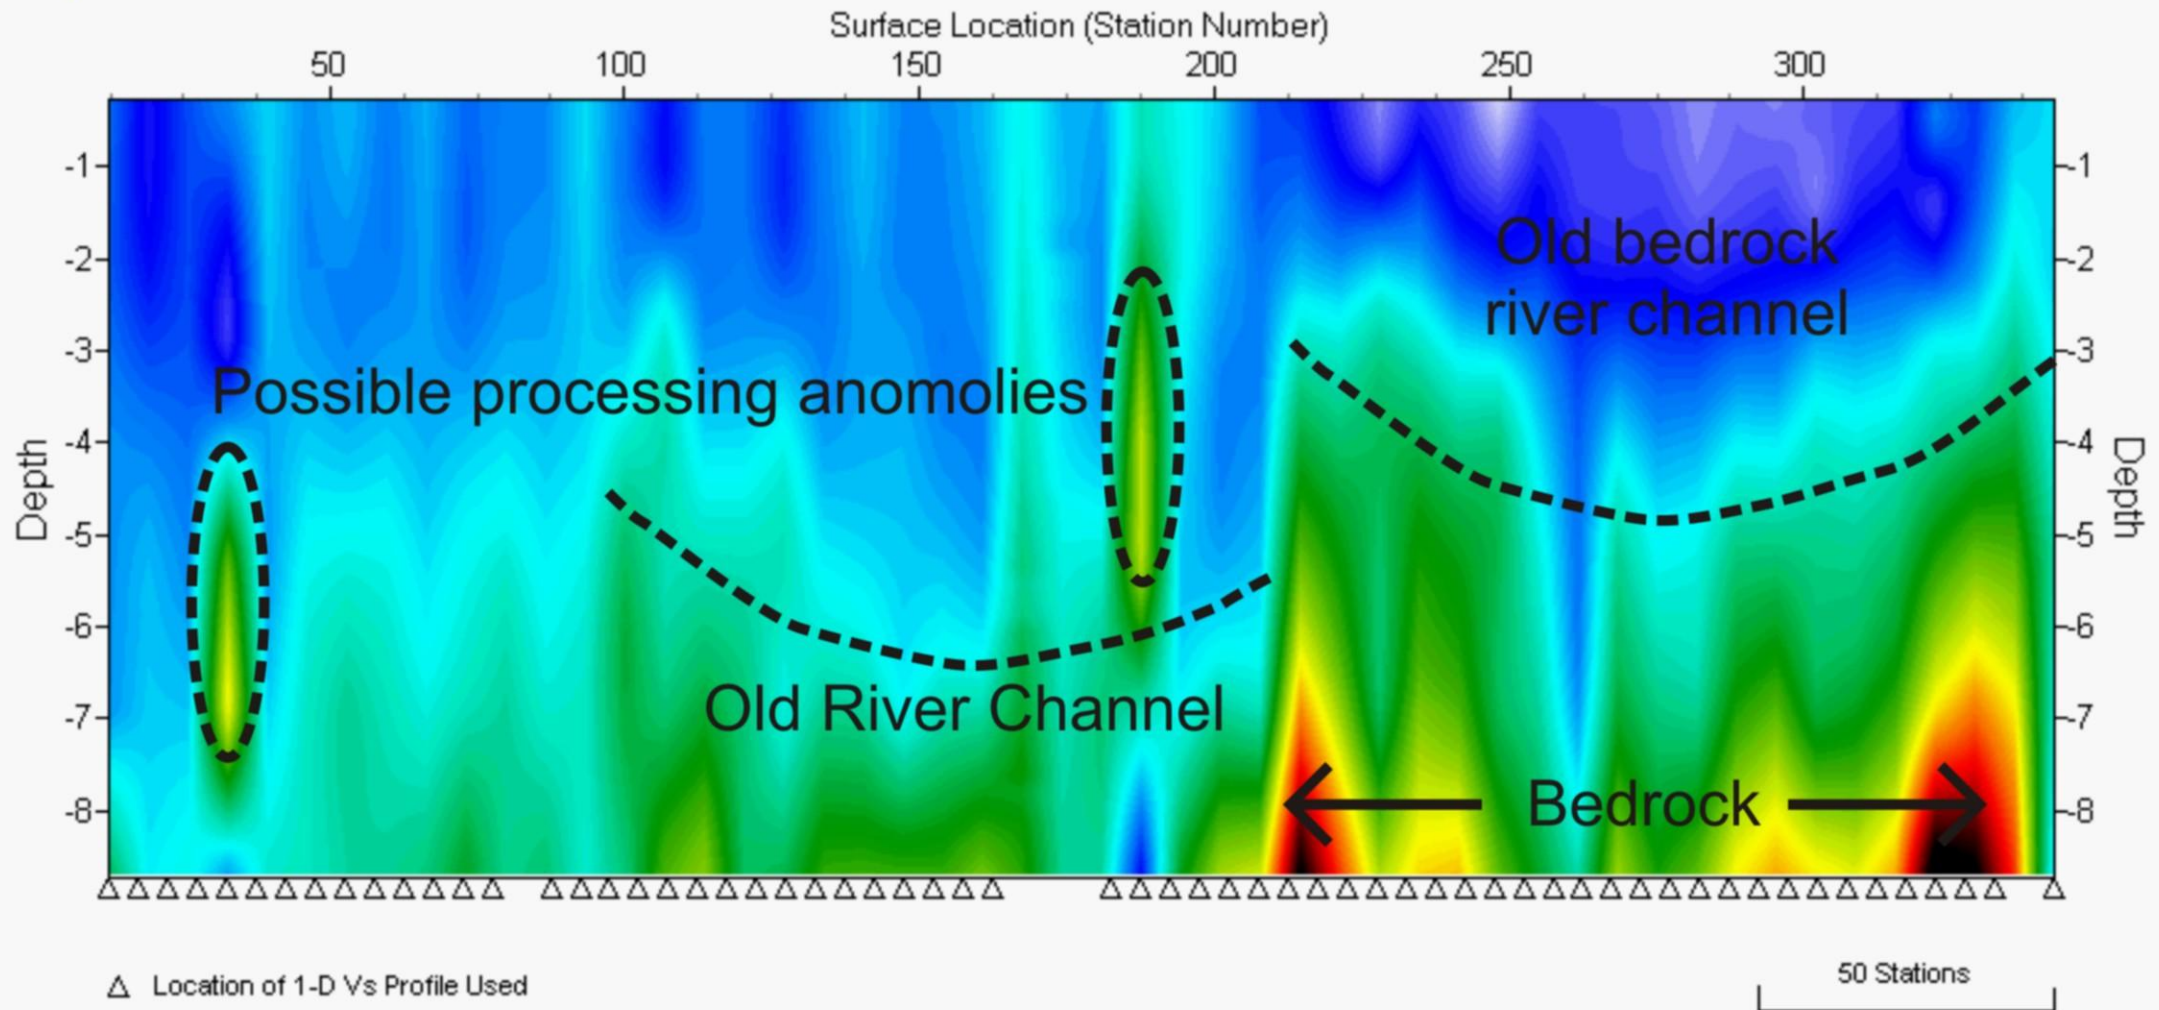 Surface Location (Station Number)
50 100 150 200 250 300
-1 -1
Old bedrock
-2 -2
river channel
-3 -3
Possible processing anomolies
-4 -4
Depth Depth
-5 -5
-6 -6
Old River Channel
-7 -7
Bedrock
-8 -8
50 Stations
Location of 1-D Vs Profile Used